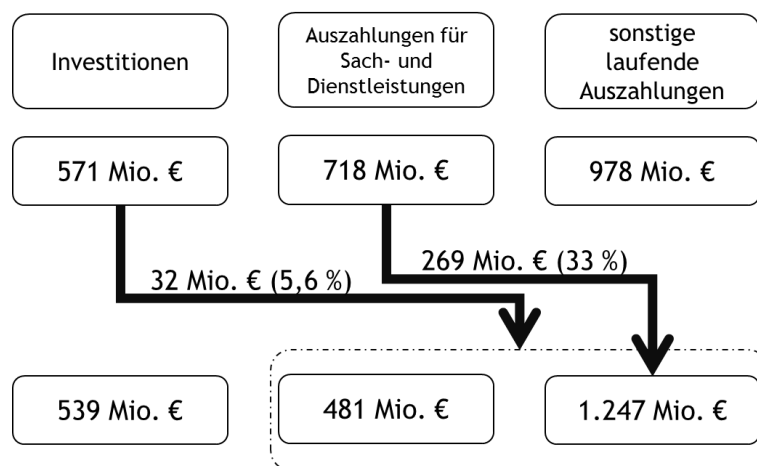 Investitionen
Auszahlungen für
Sach- und
Dienstleistungen
sonstige
laufende
Auszahlungen
571 Mio. €
718 Mio. €
978 Mio. €
32 Mio. € (5,6 %)
269 Mio. € (33 %)
539 Mio. €
481 Mio. €
1.247 Mio. €